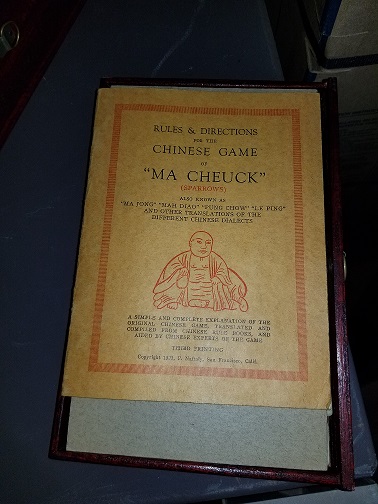 RULES & DIRECTIONS
FOR THE
CHINESE GAME
OF
"MA CHEUCK"
(SPARROWS)
ALSO KNOWN AS
"MA JONG" "MAH DIAO" "PUNG CHOW" "LE PING"
AND OTHER TRANSLATIONS OF THE
DIFFERENT CHINESE DIALECTS
A SIMPLE AND COMPLETE EXPLANATION OF THE
ORIGINAL CHINESE GAME, TRANSLATED AND
COMPILED FROM CHINESE RULE BOOKS, AND
AIDED BY CHINESE EXPERTS OF THE GAME
THIRD PRINTING
Copyright San Francisco, Calif.